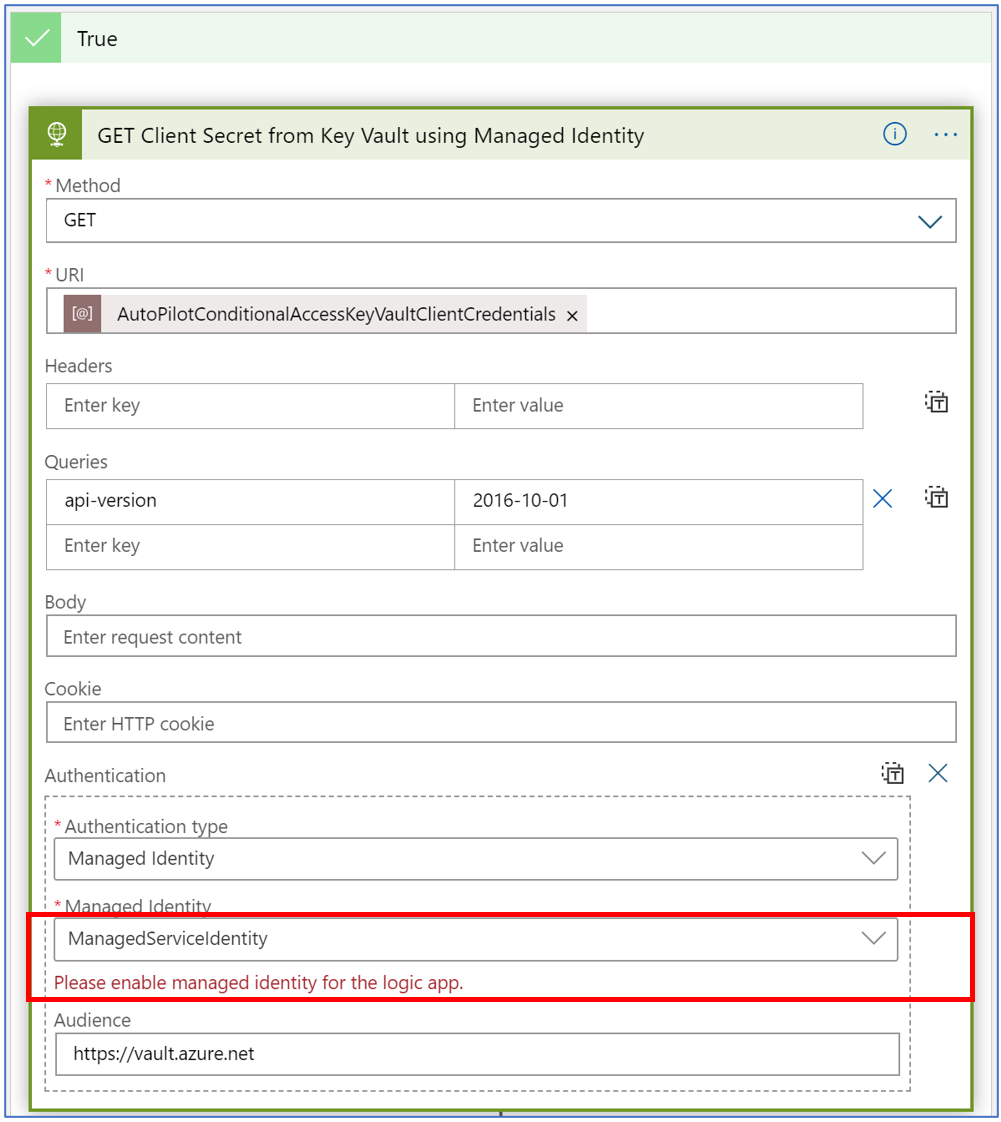 True
GET Client Secret from Key Vault using Managed Identity
* Method
GET
* URI
[@] AutoPilotConditionalAccessKeyVaultClientCredentials ×
Headers
Enter key Enter value
Queries
api-version 2016-10-01
Enter key Enter value
Body
Enter request content
Cookie
Enter HTTP cookie
Authentication
* Authentication type
Managed Identity
* Managed Identity
ManagedServiceIdentity
Please enable managed identity for the logic app.
Audience
https://vault.azure.net